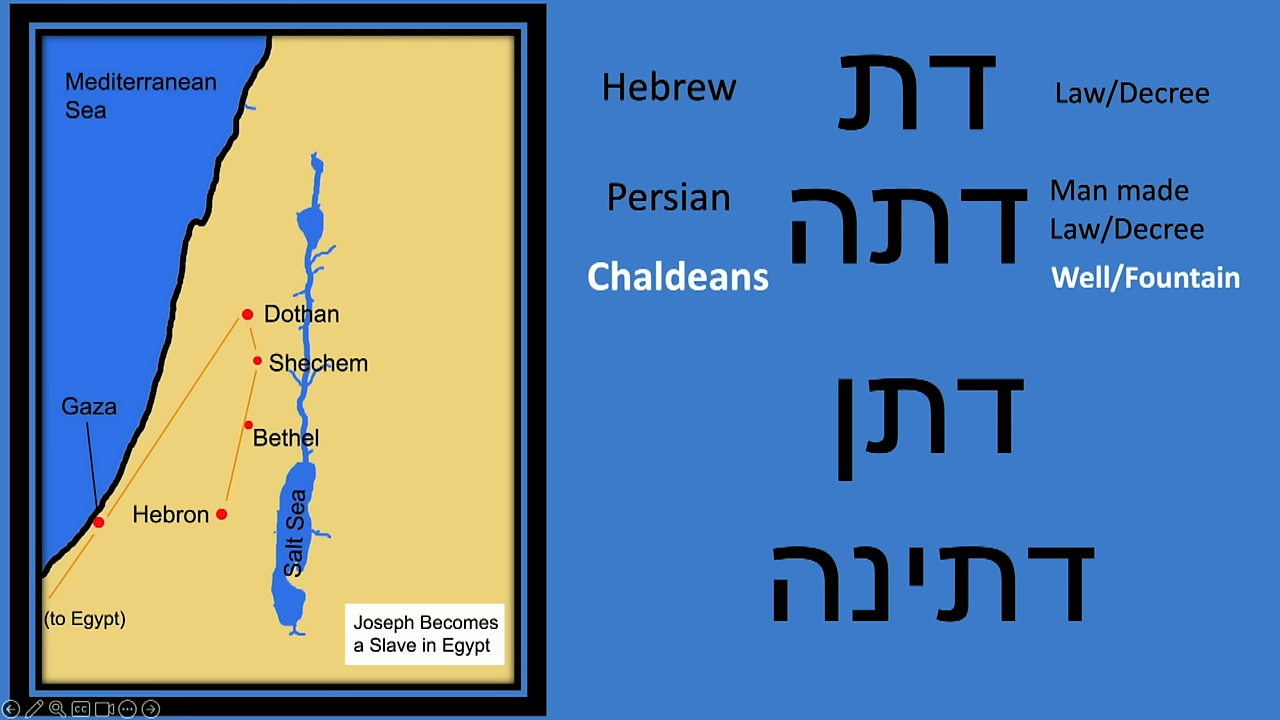 Mediterranean
Sea
Dothan
Shechem
Gaza
Bethel
Hebron
Salt Sea
(to Egypt)
Joseph Becomes
a Slave in Egypt
Hebrew דת Law/Decree
Persian דתה Man made
Law/Decree
Chaldeans Well/Fountain
דתן
דתינה
CC